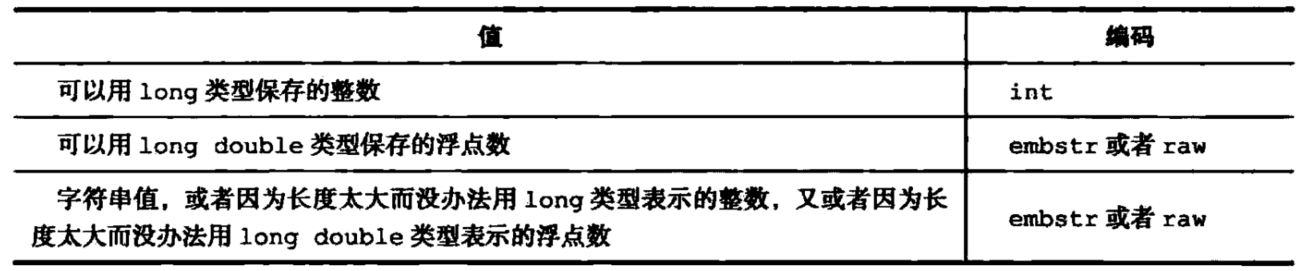 值 编码
可以用 long 类型保存的整数 int
可以用 long double 类型保存的浮点数 embstr 或者 raw
字符串值，或者因为长度太大而没办法用 long 类型表示的整数，又或者因为长
度太大而没办法用 long double 类型表示的浮点数 embstr 或者 raw